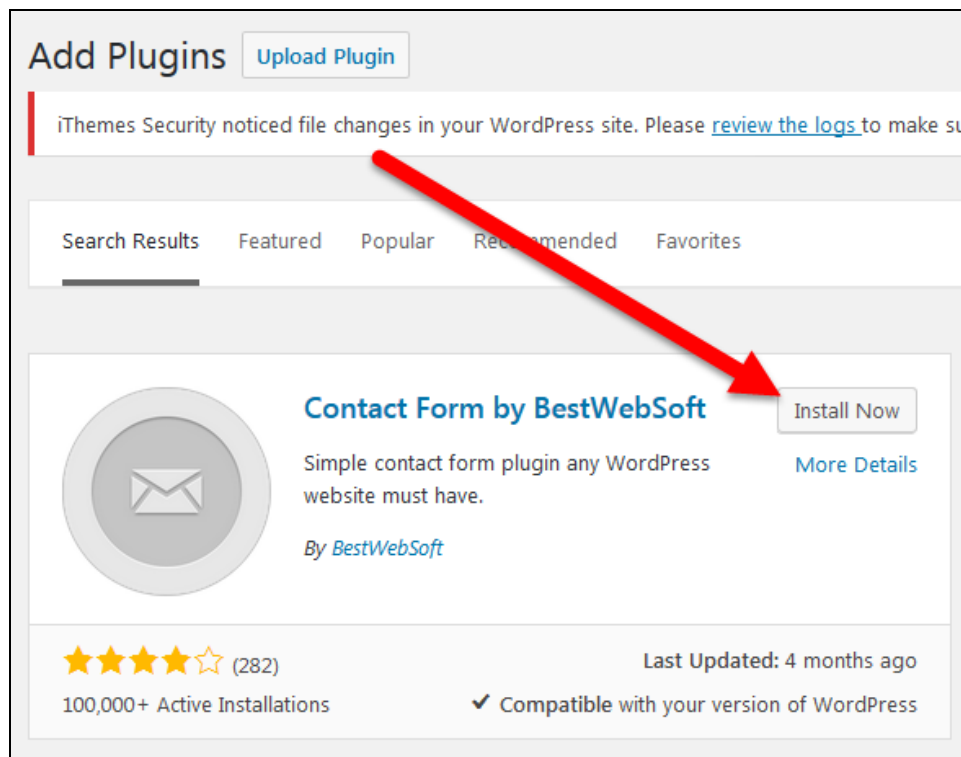 Add Plugins Upload Plugin
iThemes Security noticed file changes in your WordPress site. Please review the logs to make su
Search Results Featured Popular Recommended Favorites
Contact Form by BestWebSoft Install Now
Simple contact form plugin any WordPress More Details
website must have.
By BestWebSoft
(282) Last Updated: 4 months ago
100,000+ Active Installations ✔ Compatible with your version of WordPress